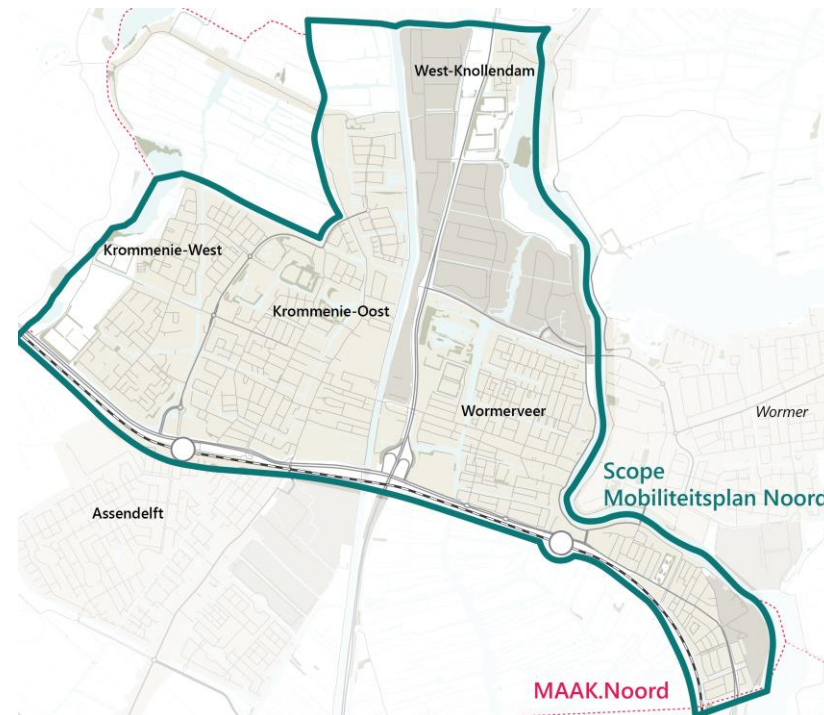 West-Knollendam
Krommenie-West
Krommenie-Oost
Wormerveer
Wormer
Scope
Mobiliteitsplan Noord
Assendelft
MAAK.Noord